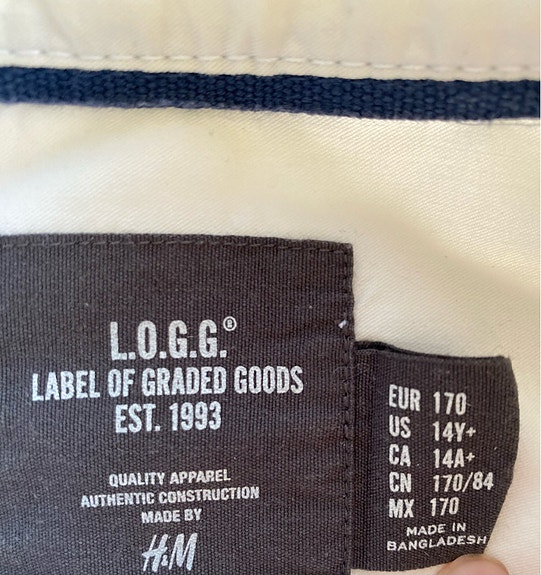 L.O.G.G.®
LABEL OF GRADED GOODS
EST. 1993
QUALITY APPAREL
AUTHENTIC CONSTRUCTION
MADE BY
H&M
EUR 170
US 14Y+
CA 14A+
CN 170/84
MX 170
MADE IN
BANGLADESH